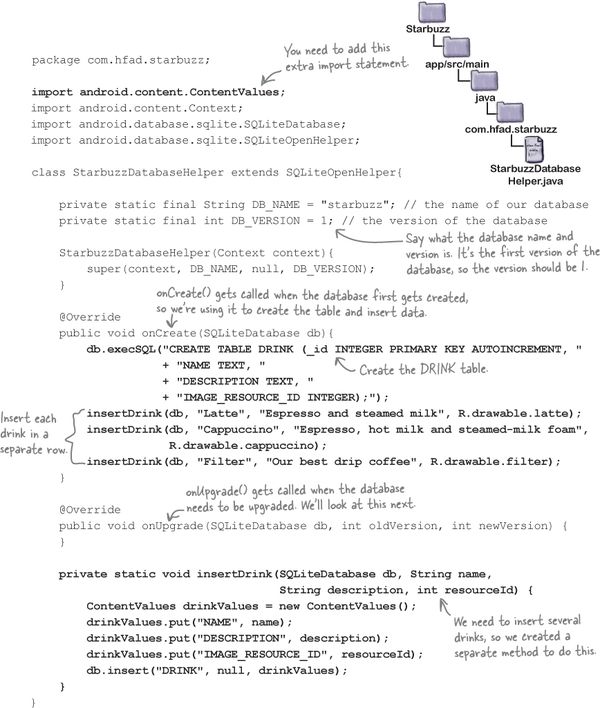 Starbuzz
app/src/main
java
com.hfad.starbuzz
StarbuzzDatabase
Helper.java
package com.hfad.starbuzz;
You need to add this
extra import statement.
import android.content.ContentValues;
import android.content.Context;
import android.database.sqlite.SQLiteDatabase;
import android.database.sqlite.SQLiteOpenHelper;
class StarbuzzDatabaseHelper extends SQLiteOpenHelper{
private static final String DB_NAME = "starbuzz"; // the name of our database
private static final int DB_VERSION = 1; // the version of the database
Say what the database name and
version is. It's the first version of the
database, so the version should be 1.
StarbuzzDatabaseHelper(Context context){
super(context, DB_NAME, null, DB_VERSION);
}
onCreate() gets called when the database first gets created,
so we're using it to create the table and insert data.
@Override
public void onCreate(SQLiteDatabase db){
db.execSQL("CREATE TABLE DRINK (_id INTEGER PRIMARY KEY AUTOINCREMENT, "
+ "NAME TEXT, "
Create the DRINK table.
+ "DESCRIPTION TEXT, "
+ "IMAGE_RESOURCE_ID INTEGER);");
Insert each
drink in a
separate row.
insertDrink(db, "Latte", "Espresso and steamed milk", R.drawable.latte);
insertDrink(db, "Cappuccino", "Espresso, hot milk and steamed-milk foam",
R.drawable.cappuccino);
insertDrink(db, "Filter", "Our best drip coffee", R.drawable.filter);
}
onUpgrade() gets called when the database
needs to be upgraded. We'll look at this next.
@Override
public void onUpgrade(SQLiteDatabase db, int oldVersion, int newVersion) {
}
private static void insertDrink(SQLiteDatabase db, String name,
String description, int resourceId) {
ContentValues drinkValues = new ContentValues();
drinkValues.put("NAME", name);
drinkValues.put("DESCRIPTION", description);
drinkValues.put("IMAGE_RESOURCE_ID", resourceId);
db.insert("DRINK", null, drinkValues);
We need to insert several
drinks, so we created a
separate method to do this.
}
}